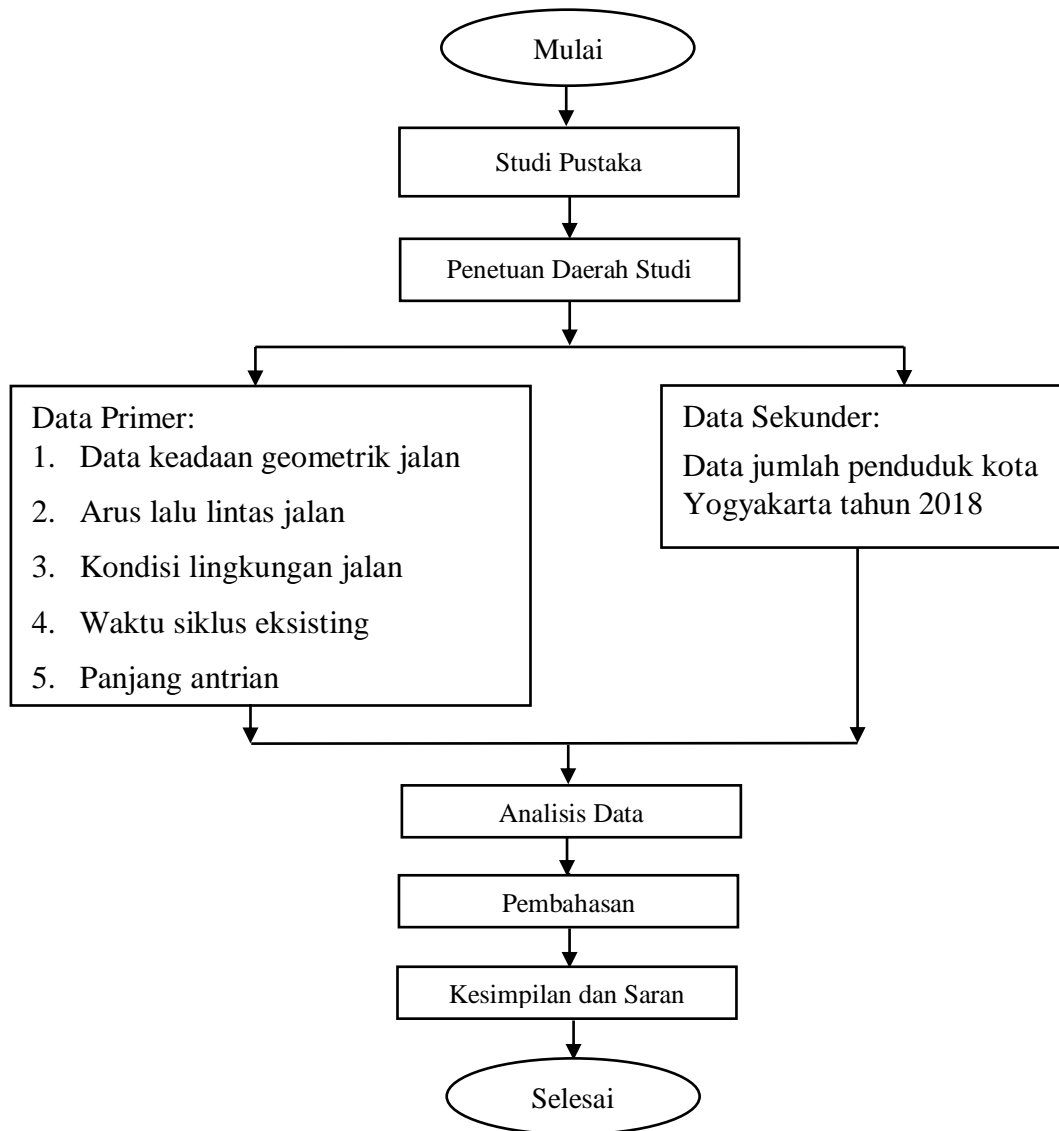 Mulai
Studi Pustaka
Penetuan Daerah Studi
Data Primer:
1. Data keadaan geometrik jalan
2. Arus lalu lintas jalan
3. Kondisi lingkungan jalan
4. Waktu siklus eksisting
5. Panjang antrian
Data Sekunder:
Data jumlah penduduk kota
Yogyakarta tahun 2018
Analisis Data
Pembahasan
Kesimpilan dan Saran
Selesai